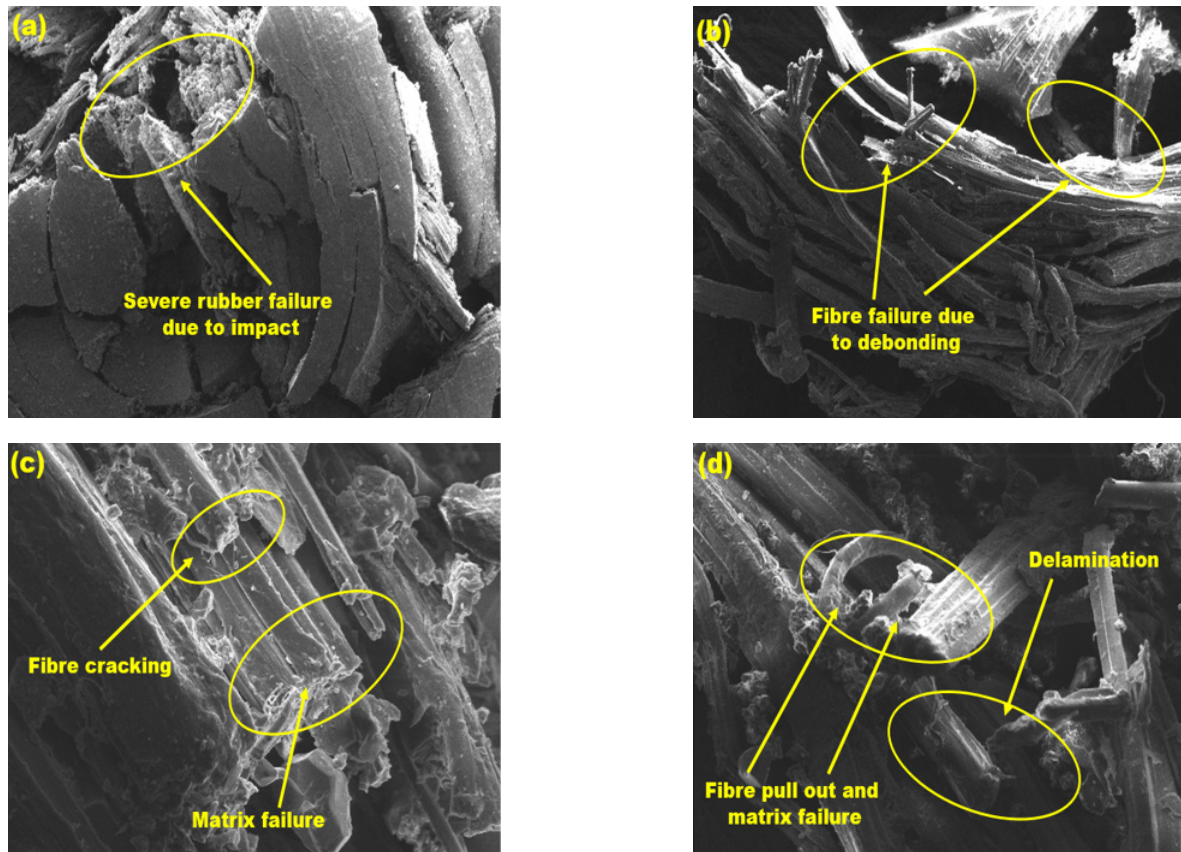 (a)
Severe rubber failure
due to impact
(b)
Fibre failure due
to debonding
(c)
Fibre cracking
Matrix failure
(d)
Delamination
Fibre pull out and
matrix failure